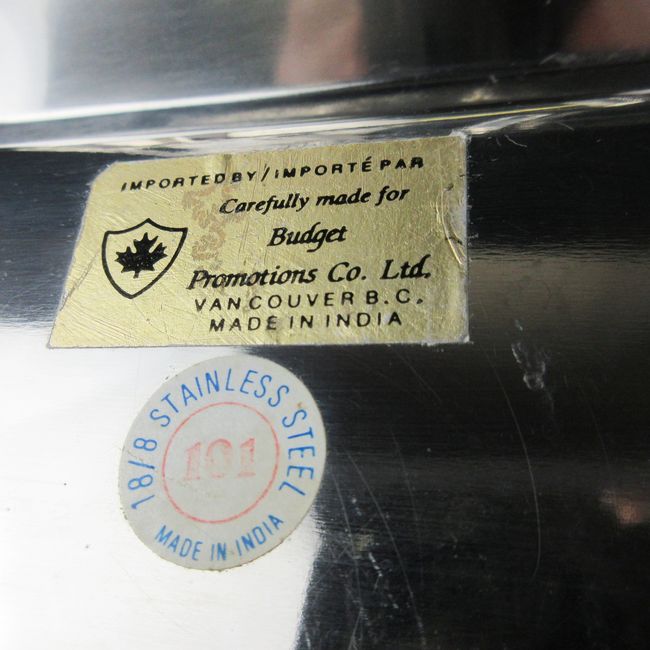 IMPORTED BY / IMPORTÉ PAR
Carefully made for
Budget
Promotions Co. Ltd.
VANCOUVER B.C.
MADE IN INDIA
18/8 STAINLESS STEEL
101
MADE IN INDIA